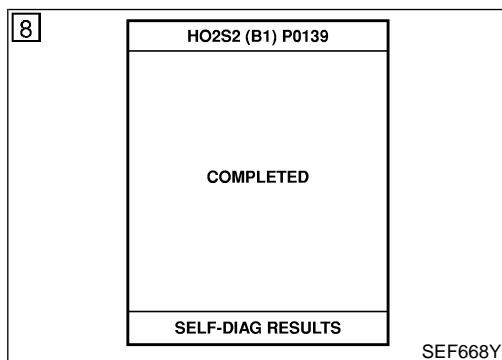 8
HO2S2 (B1) P0139
COMPLETED
SELF-DIAG RESULTS
SEF668Y